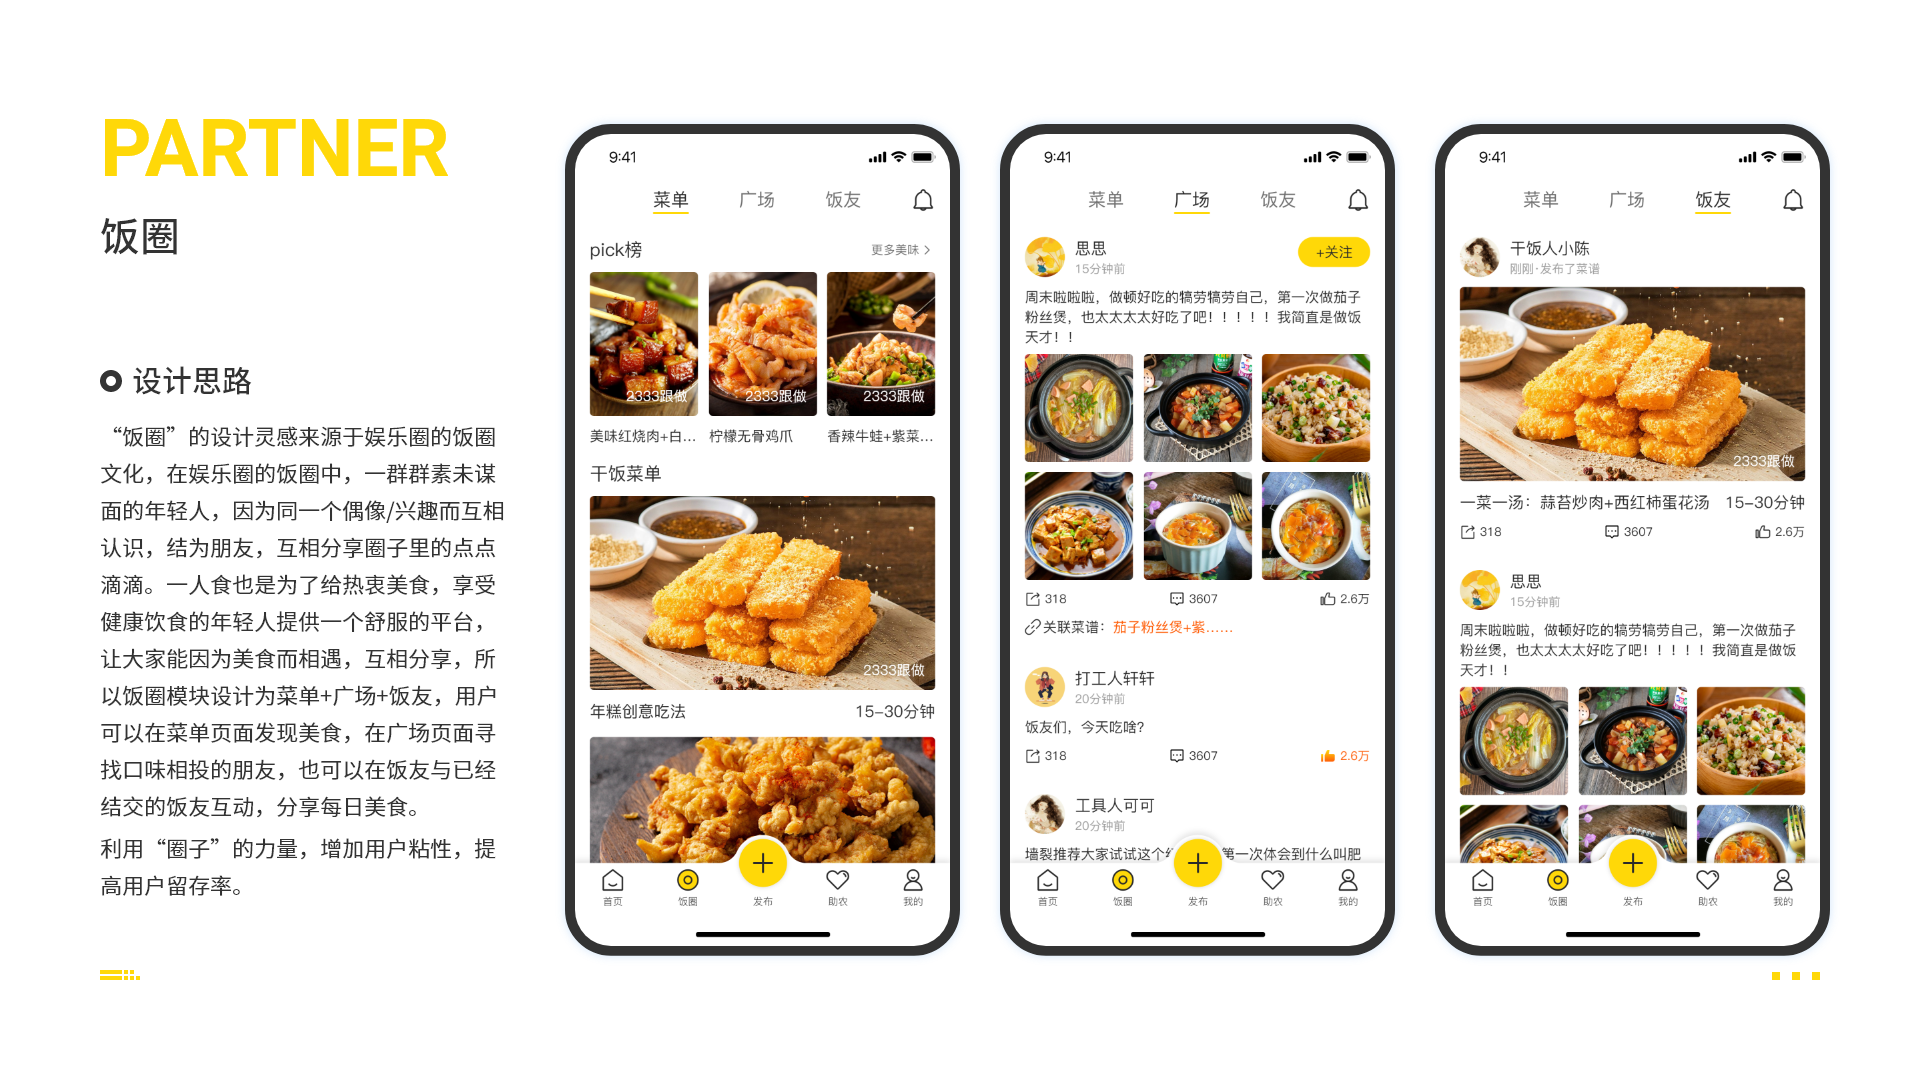 PARTNER
饭圈
设计思路
“饭圈”的设计灵感来源于娱乐圈的饭圈
文化，在娱乐圈的饭圈中，一群群素未谋
面的年轻人，因为同一个偶像/兴趣而互相
认识，结为朋友，互相分享圈子里的点点
滴滴。一人食也是为了给热衷美食，享受
健康饮食的年轻人提供一个舒服的平台，
让大家能因为美食而相遇，互相分享，所
以饭圈模块设计为菜单+广场+饭友，用户
可以在菜单页面发现美食，在广场页面寻
找口味相投的朋友，也可以在饭友与已经
结交的饭友互动，分享每日美食。
利用“圈子”的力量，增加用户粘性，提
高用户留存率。
9:41
菜单 广场 饭友
pick榜 更多美味
2333跟做 2333跟做 2333跟做
美味红烧肉+白... 柠檬无骨鸡爪 香辣牛蛙+紫菜...
干饭菜单
2333跟做
年糕创意吃法 15-30分钟
首页 饭圈 发布 助农 我的
9:41
菜单 广场 饭友
思思 +关注
15分钟前
周末啦啦啦，做顿好吃的犒劳犒劳自己，第一次做茄子
粉丝煲，也太太太太好吃了吧！！！！！我简直是做饭
天才！！
318 3607 2.6万
关联菜谱：茄子粉丝煲+紫......
打工人轩轩
20分钟前
饭友们，今天吃啥?
318 3607 2.6万
工具人可可
20分钟前
墙裂推荐大家试试这个 第一次体会到什么叫肥
首页 饭圈 发布 助农 我的
9:41
菜单 广场 饭友
干饭人小陈
刚刚·发布了菜谱
2333跟做
一菜一汤：蒜苔炒肉+西红柿蛋花汤 15-30分钟
318 3607 2.6万
思思
15分钟前
周末啦啦啦，做顿好吃的犒劳犒劳自己，第一次做茄子
粉丝煲，也太太太太好吃了吧！！！！！我简直是做饭
天才！！
首页 饭圈 发布 助农 我的